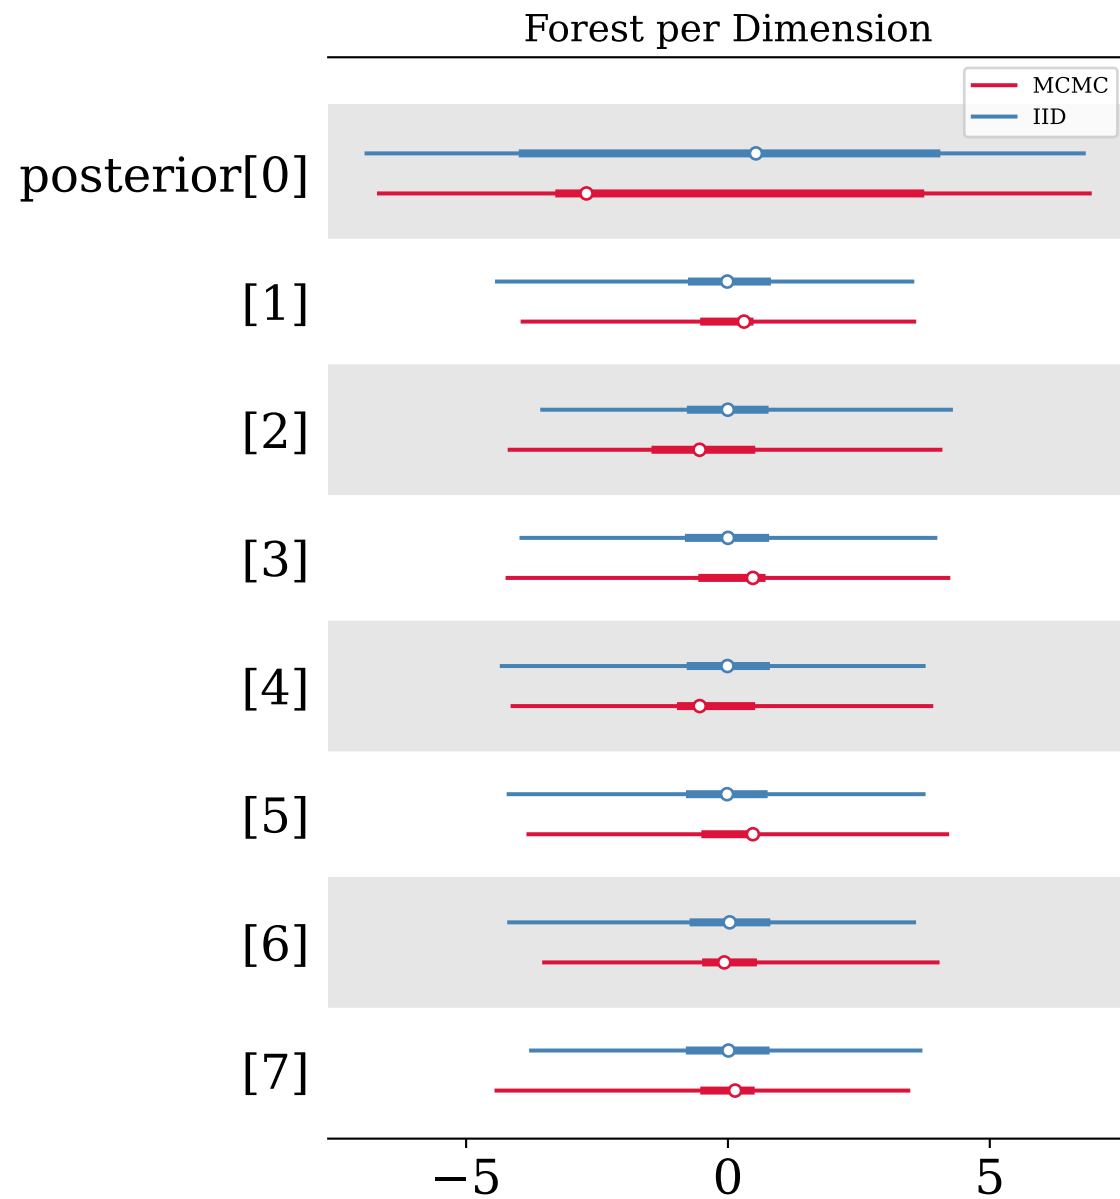 Forest per Dimension
MCMC
IID
posterior[0]
[1]
[2]
[3]
[4]
[5]
[6]
[7]
−5 0 5